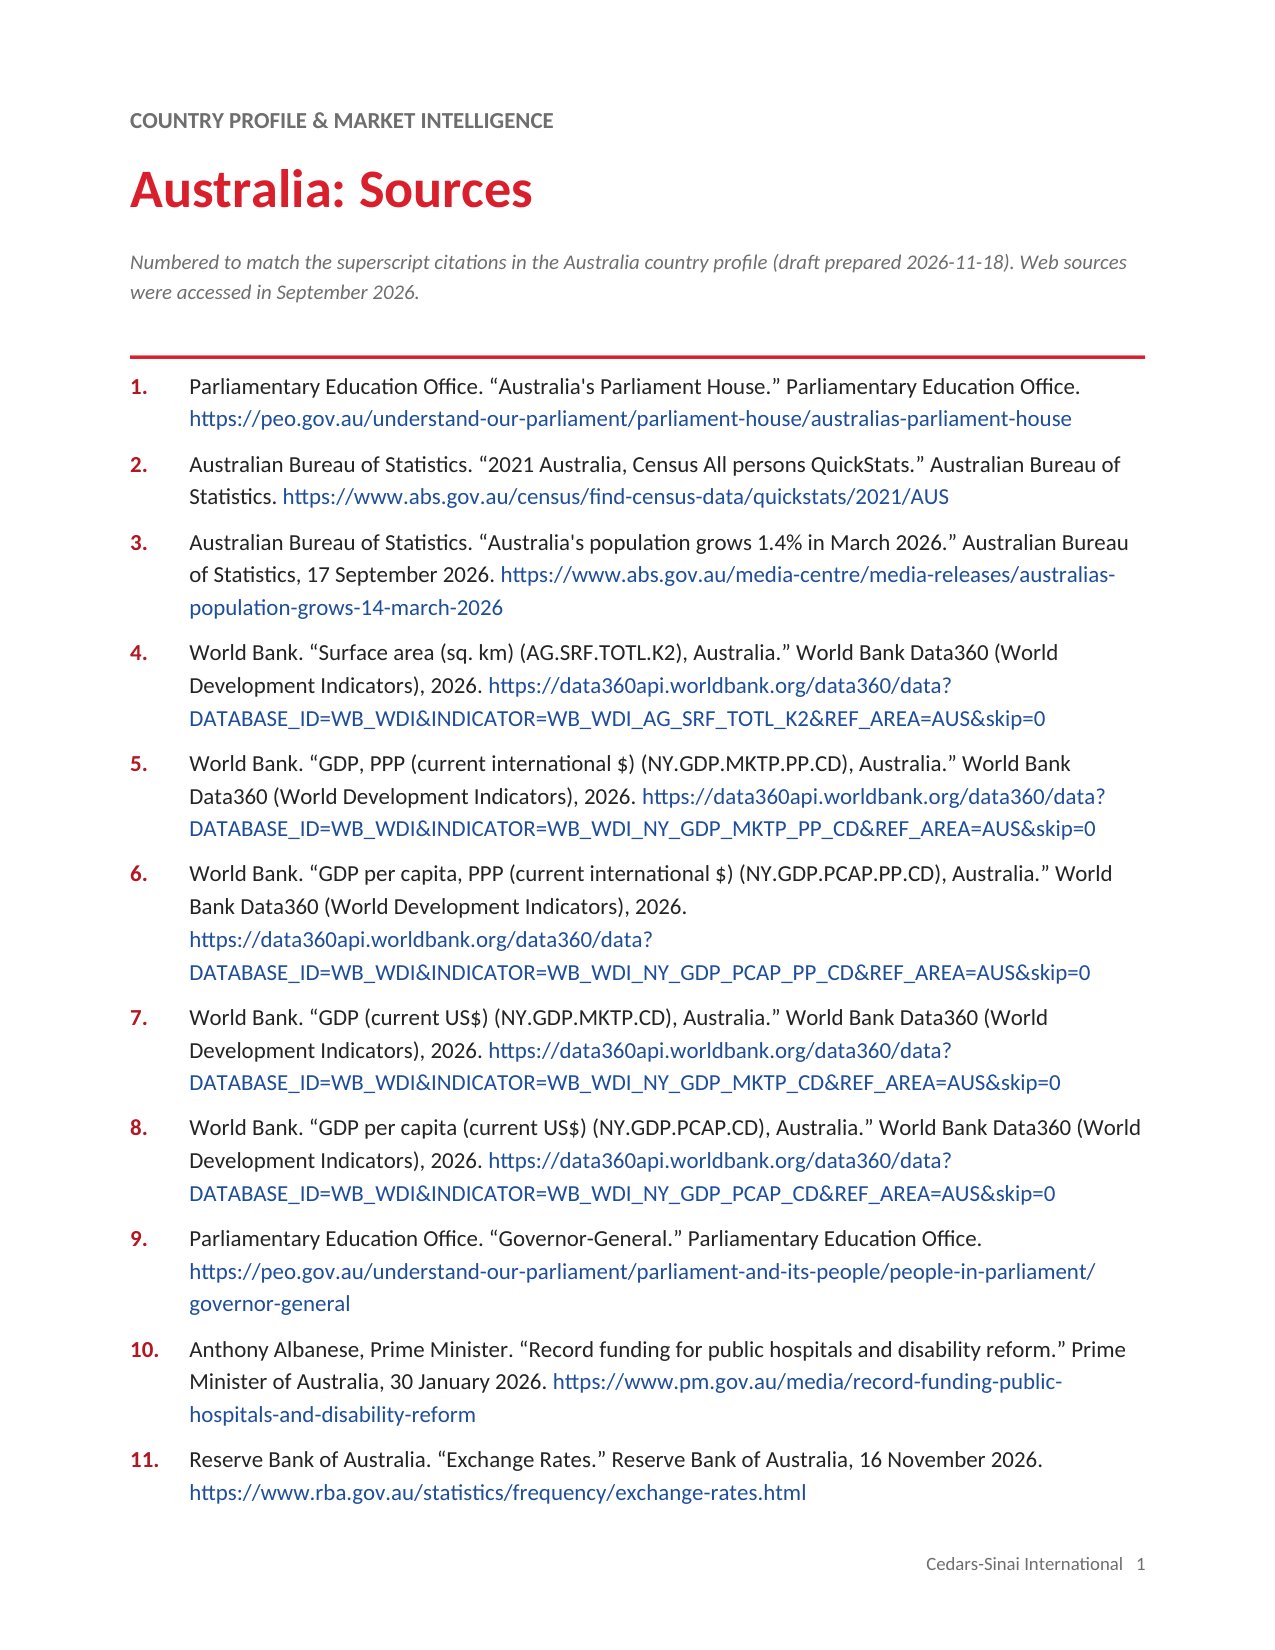 COUNTRY PROFILE & MARKET INTELLIGENCE
Australia: Sources
Numbered to match the superscript citations in the Australia country profile (draft prepared 2026-11-18). Web sources
were accessed in September 2026.
1. Parliamentary Education Office. “Australia's Parliament House.” Parliamentary Education Office.
https://peo.gov.au/understand-our-parliament/parliament-house/australias-parliament-house
2. Australian Bureau of Statistics. “2021 Australia, Census All persons QuickStats.” Australian Bureau of
Statistics. https://www.abs.gov.au/census/find-census-data/quickstats/2021/AUS
3. Australian Bureau of Statistics. “Australia's population grows 1.4% in March 2026.” Australian Bureau
of Statistics, 17 September 2026. https://www.abs.gov.au/media-centre/media-releases/australias-
population-grows-14-march-2026
4. World Bank. “Surface area (sq. km) (AG.SRF.TOTL.K2), Australia.” World Bank Data360 (World
Development Indicators), 2026. https://data360api.worldbank.org/data360/data?
DATABASE_ID=WB_WDI&INDICATOR=WB_WDI_AG_SRF_TOTL_K2&REF_AREA=AUS&skip=0
5. World Bank. “GDP, PPP (current international $) (NY.GDP.MKTP.PP.CD), Australia.” World Bank
Data360 (World Development Indicators), 2026. https://data360api.worldbank.org/data360/data?
DATABASE_ID=WB_WDI&INDICATOR=WB_WDI_NY_GDP_MKTP_PP_CD&REF_AREA=AUS&skip=0
6. World Bank. “GDP per capita, PPP (current international $) (NY.GDP.PCAP.PP.CD), Australia.” World
Bank Data360 (World Development Indicators), 2026.
https://data360api.worldbank.org/data360/data?
DATABASE_ID=WB_WDI&INDICATOR=WB_WDI_NY_GDP_PCAP_PP_CD&REF_AREA=AUS&skip=0
7. World Bank. “GDP (current US$) (NY.GDP.MKTP.CD), Australia.” World Bank Data360 (World
Development Indicators), 2026. https://data360api.worldbank.org/data360/data?
DATABASE_ID=WB_WDI&INDICATOR=WB_WDI_NY_GDP_MKTP_CD&REF_AREA=AUS&skip=0
8. World Bank. “GDP per capita (current US$) (NY.GDP.PCAP.CD), Australia.” World Bank Data360 (World
Development Indicators), 2026. https://data360api.worldbank.org/data360/data?
DATABASE_ID=WB_WDI&INDICATOR=WB_WDI_NY_GDP_PCAP_CD&REF_AREA=AUS&skip=0
9. Parliamentary Education Office. “Governor-General.” Parliamentary Education Office.
https://peo.gov.au/understand-our-parliament/parliament-and-its-people/people-in-parliament/
governor-general
10. Anthony Albanese, Prime Minister. “Record funding for public hospitals and disability reform.” Prime
Minister of Australia, 30 January 2026. https://www.pm.gov.au/media/record-funding-public-
hospitals-and-disability-reform
11. Reserve Bank of Australia. “Exchange Rates.” Reserve Bank of Australia, 16 November 2026.
https://www.rba.gov.au/statistics/frequency/exchange-rates.html
Cedars-Sinai International 1